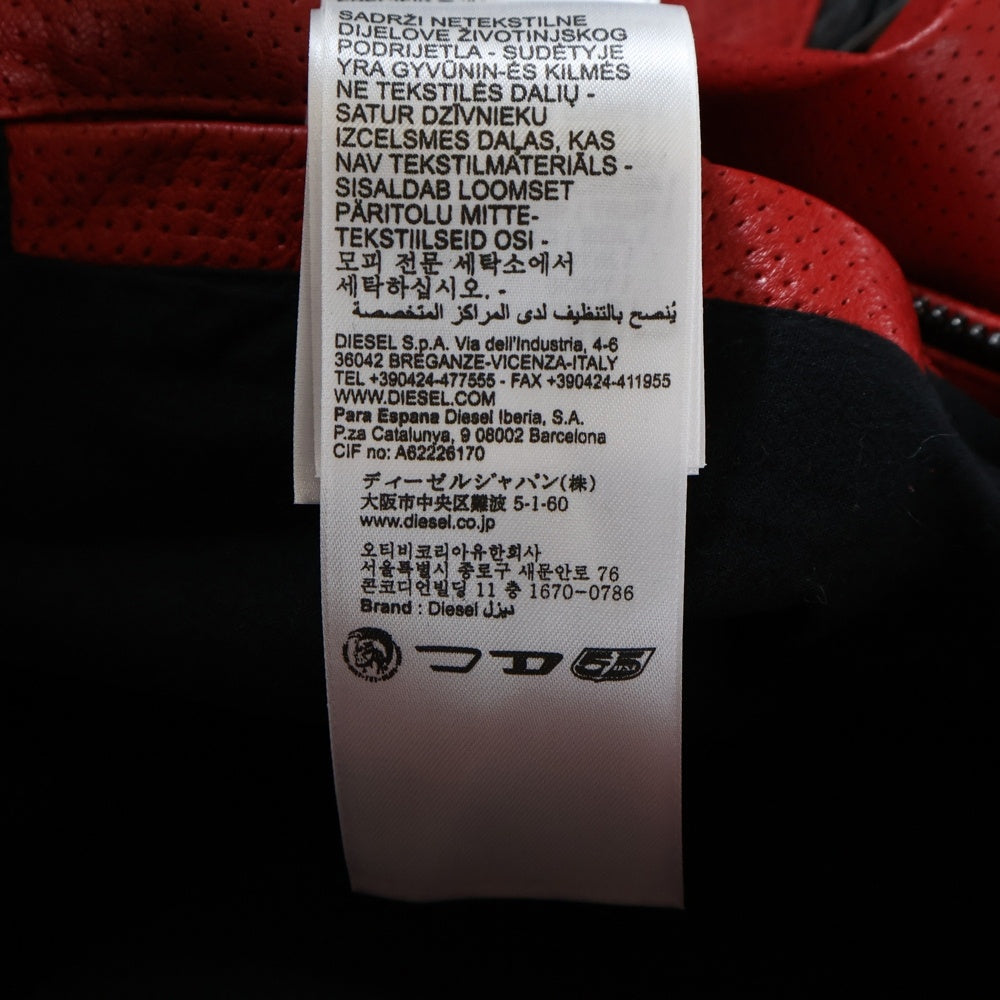 SADRŽI NETEKSTILNE
DIJELOVE ŽIVOTINJSKOG
PODRIJETLA - SUDĖTYJE
YRA GYVŪNIN-ĖS KILMĖS
NE TEKSTILĖS DALIŲ -
SATUR DZĪVNIEKU
IZCELSMES DAĻAS, KAS
NAV TEKSTILMATERIĀLS -
SISALDAB LOOMSET
PÄRITOLU MITTE-
TEKSTIILSEID OSI -
모피 전문 세탁소에서
세탁하십시오. -
يُنصح بالتنظيف لدى المراكز المتخصصة
DIESEL S.p.A. Via dell'Industria, 4-6
36042 BREGANZE-VICENZA-ITALY
TEL +390424-477555 - FAX +390424-411955
WWW.DIESEL.COM
Para Espana Diesel Iberia, S.A.
P.za Catalunya, 9 08002 Barcelona
CIF no: A62226170
ディーゼルジャパン(株)
大阪市中央区難波 5-1-60
www.diesel.co.jp
오티비코리아유한회사
서울특별시 종로구 새문안로 76
콘코디언빌딩 11 층 1670-0786
Brand : Diesel ديزل
D
55
DSL